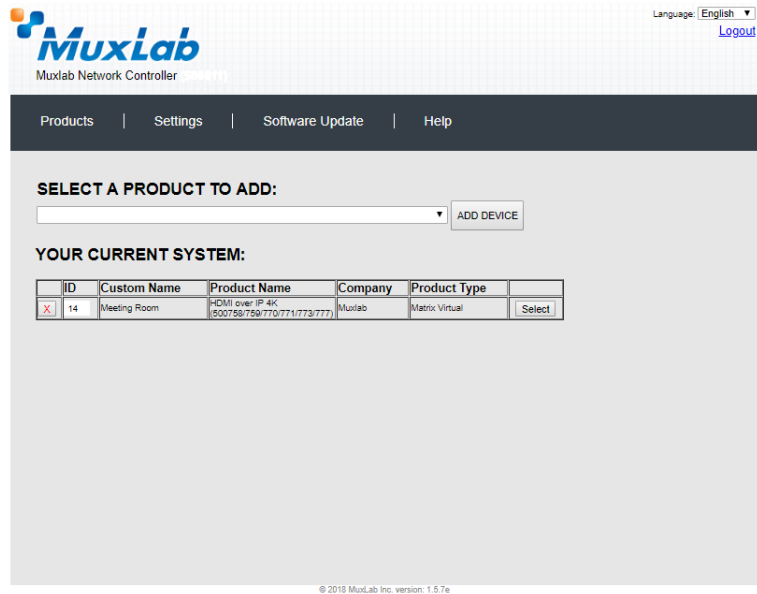 Language: English
Logout
MuxLab
Muxlab Network Controller
Products | Settings | Software Update | Help
SELECT A PRODUCT TO ADD:
ADD DEVICE
YOUR CURRENT SYSTEM:
ID Custom Name Product Name Company Product Type
X 14 Meeting Room HDMI over IP 4K Muxlab Matrix Virtual Select
(500758/759/770/771/773/777)
© 2018 MuxLab Inc. version: 1.5.7e